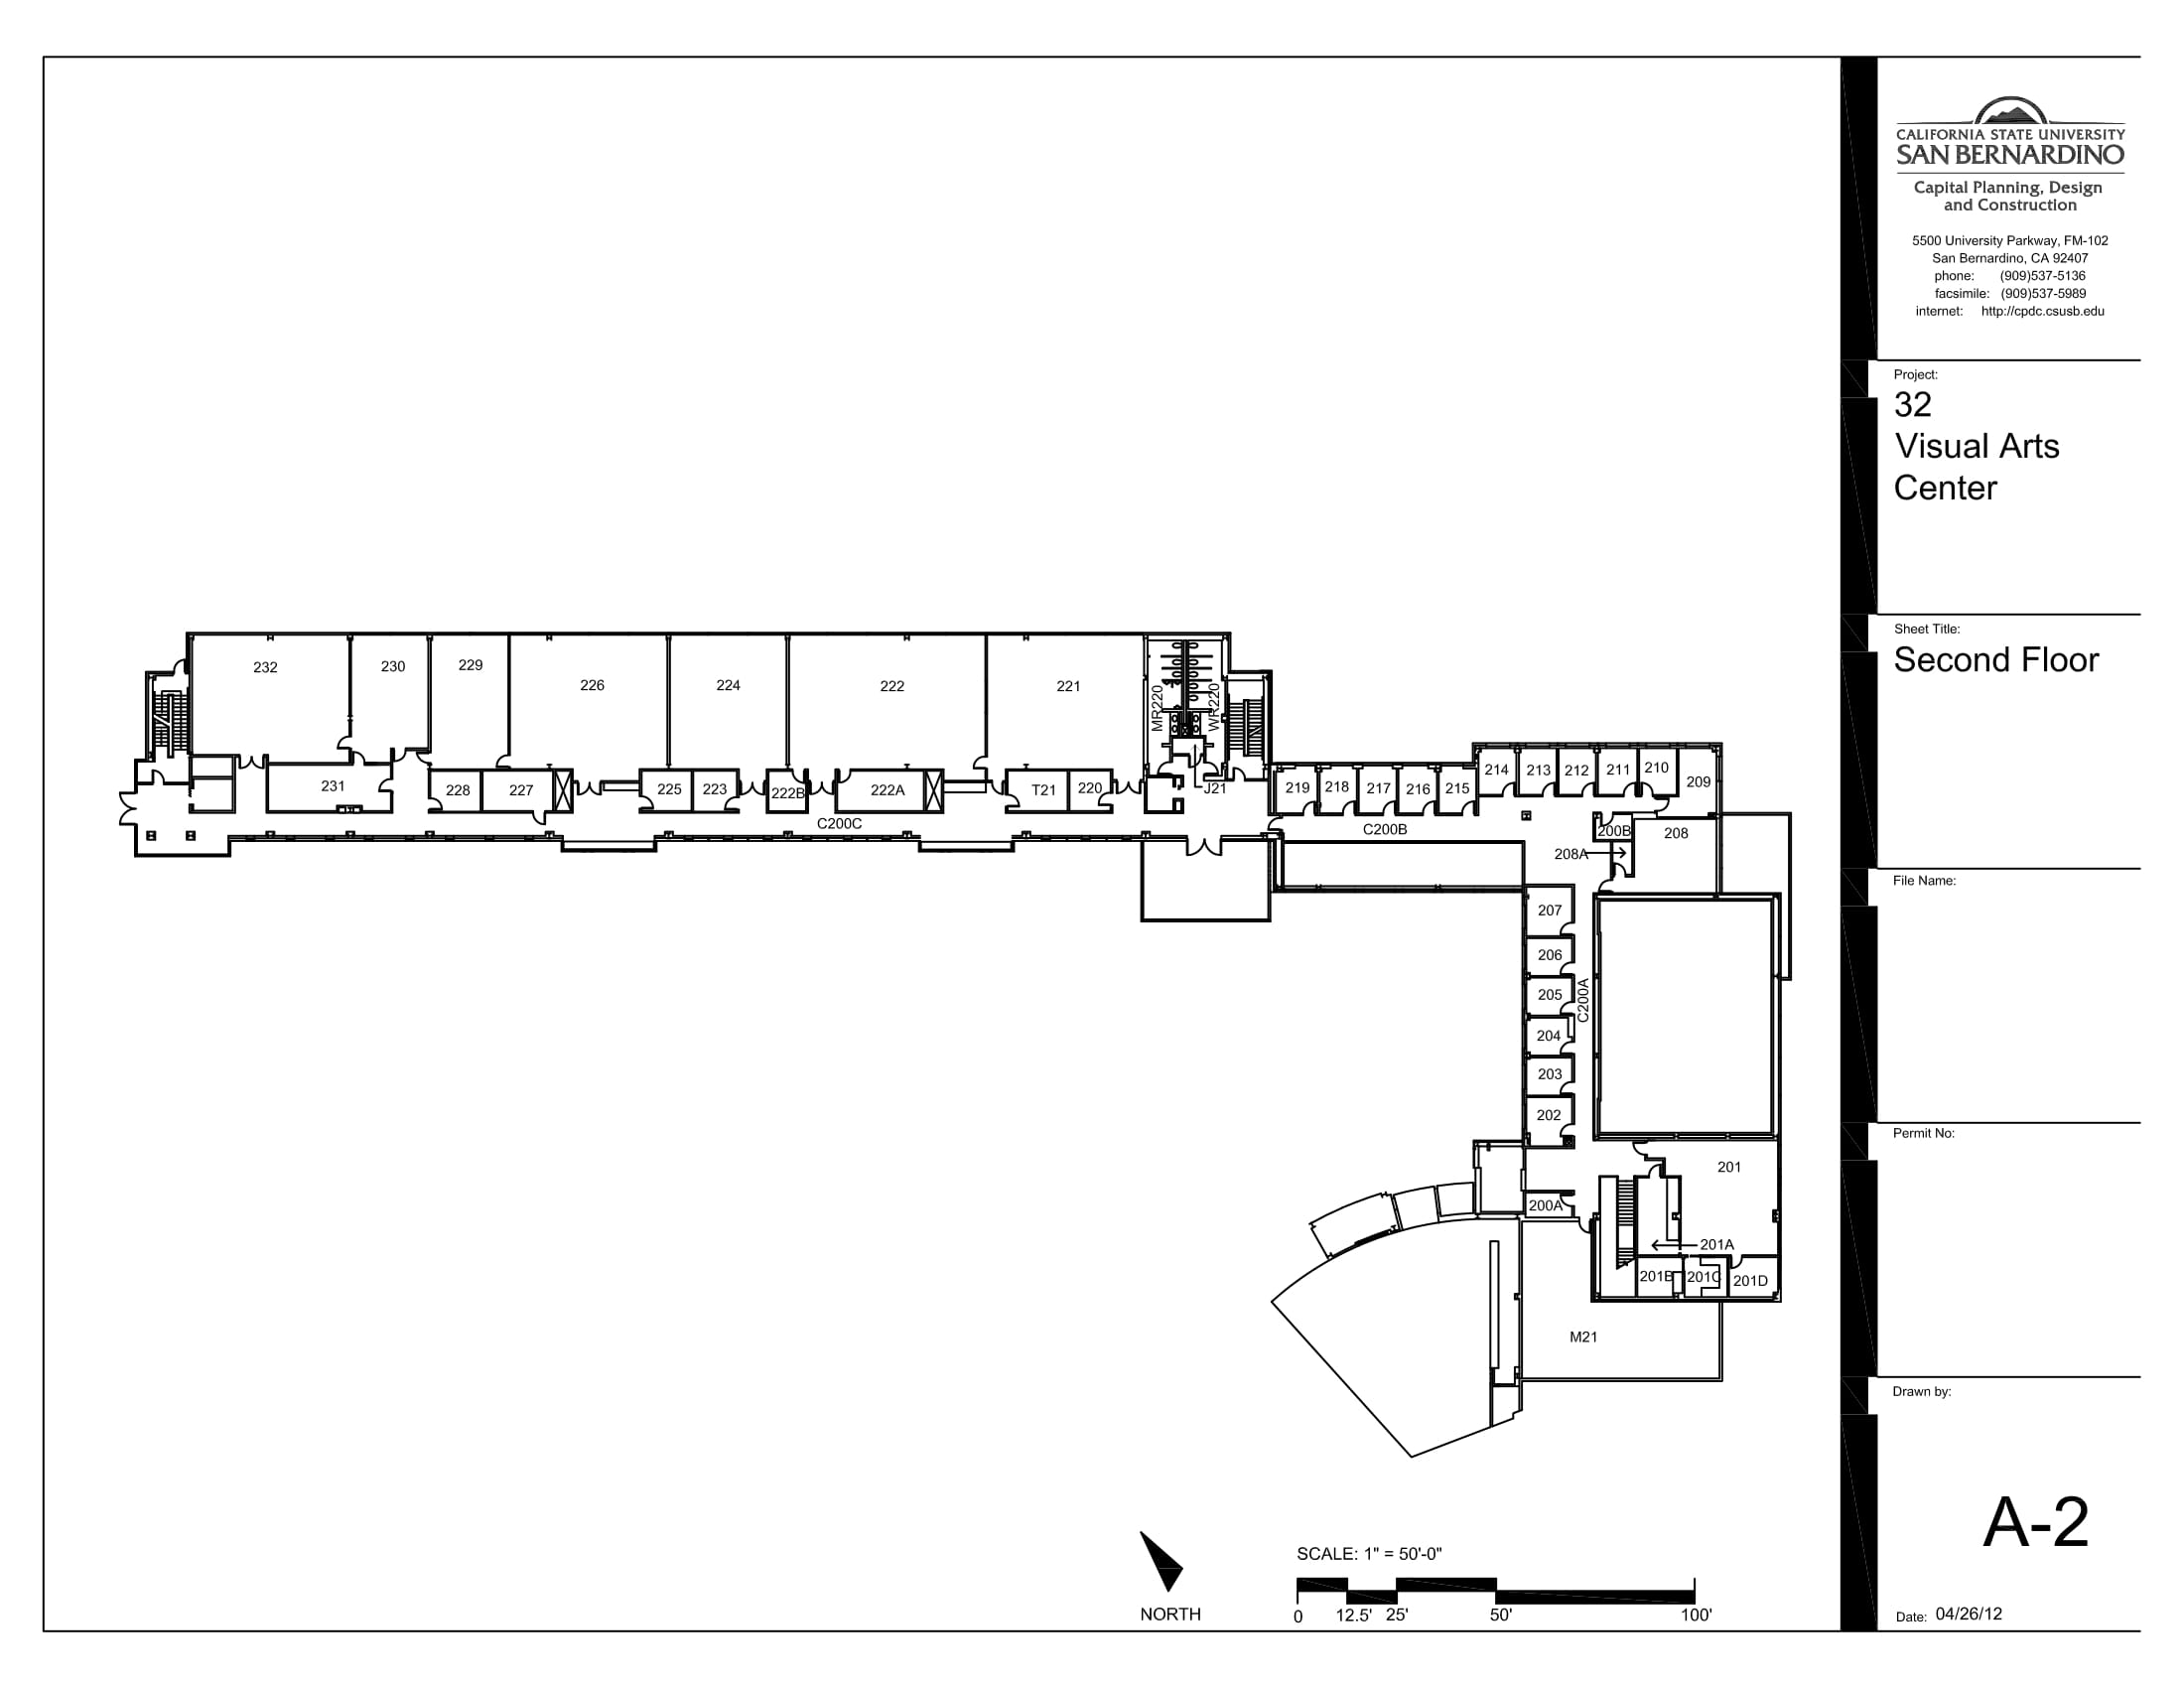 CALIFORNIA STATE UNIVERSITY
SAN BERNARDINO
Capital Planning, Design
and Construction
5500 University Parkway, FM-102
San Bernardino, CA 92407
phone: (909)537-5136
facsimile: (909)537-5989
internet: http://cpdc.csusb.edu
Project:
32
Visual Arts
Center
Sheet Title:
Second Floor
File Name:
Permit No:
Drawn by:
A-2
Date: 04/26/12
232
230
229
226
224
222
221
MR220
WR220
231
228
227
225
223
222B
222A
T21
220
J21
C200C
219
218
217
216
215
214
213
212
211
210
209
C200B
200B
208
208A
207
206
205
204
203
202
C200A
201
200A
201A
201B
201C
201D
M21
NORTH
SCALE: 1" = 50'-0"
0 12.5' 25' 50' 100'